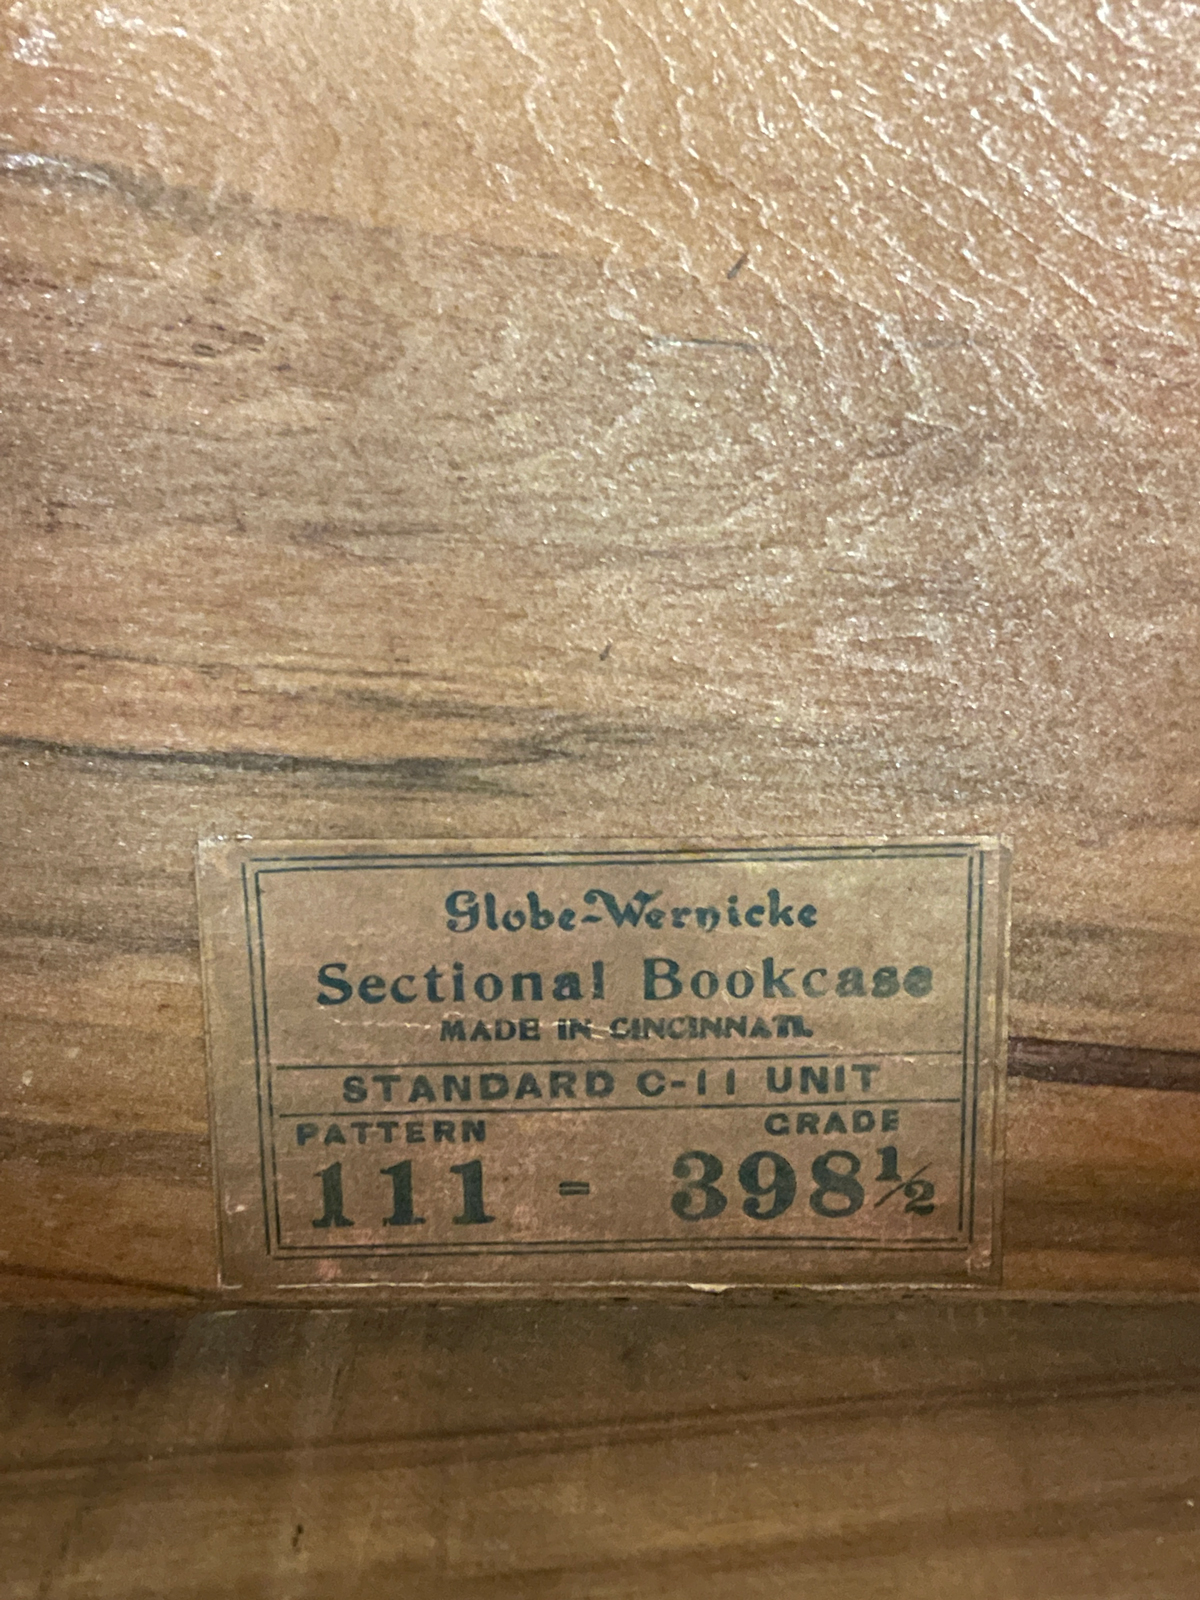 Globe-Wernicke
Sectional Bookcase
MADE IN CINCINNATI.
STANDARD C-11 UNIT
PATTERN GRADE
111 - 398½